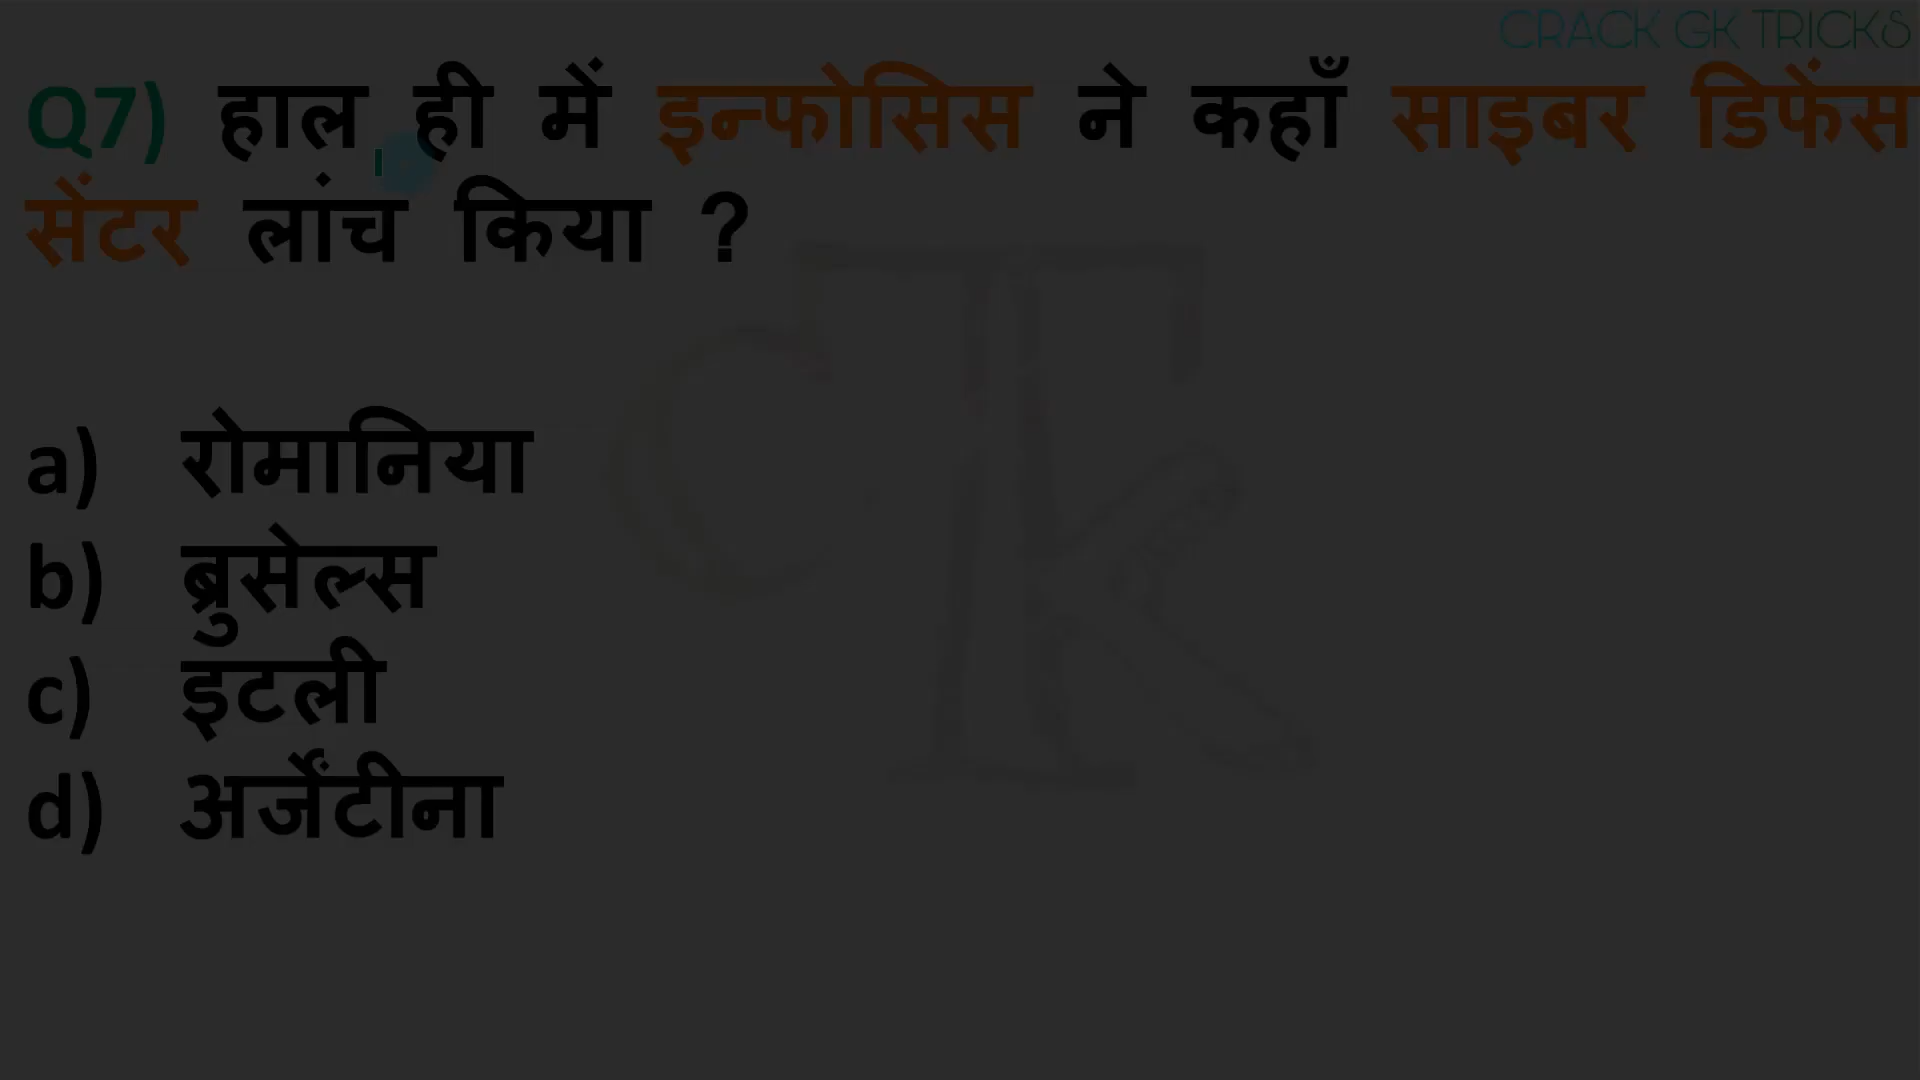 CRACK GK TRICKS
Q7) हाल ही में इन्फोसिस ने कहाँ साइबर डिफेंस
सेंटर लांच किया ?
a) रोमानिया
b) ब्रुसेल्स
c) इटली
d) अर्जेंटीना